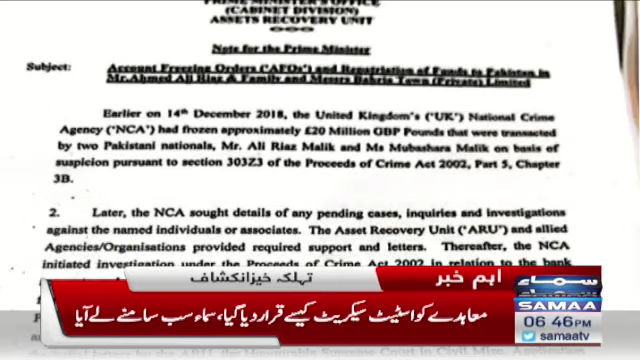 PRIME MINISTER'S OFFICE
(CABINET DIVISION)
ASSETS RECOVERY UNIT
Note for the Prime Minister
Subject: Account Freezing Orders ('AFOs') and Repatriation of Funds to Pakistan in
Mr.Ahmed Ali Riaz & Family and Messrs Bahria Town (Private) Limited
Earlier on 14th December 2018, the United Kingdom's ('UK') National Crime
Agency ('NCA') had frozen approximately £20 Million GBP Pounds that were transacted
by two Pakistani nationals, Mr. Ali Riaz Malik and Ms Mubashara Malik on basis of
suspicion pursuant to section 303Z3 of the Proceeds of Crime Act 2002, Part 5, Chapter
3B.
2. Later, the NCA sought details of any pending cases, inquiries and investigations
against the named individuals or associates. The Asset Recovery Unit ('ARU') and allied
Agencies/Organisations provided required support and letters. Thereafter, the NCA
initiated investigation under the Proceeds of Crime Act 2002 in relation to the bank
اہم خبر
تہلکہ خیز انکشاف
معاہدے کو اسٹیٹ سیکریٹ کیسے قرار دیا گیا، سماء سب سامنے لے آیا
سماء
SAMAA
06 46PM
samaatv